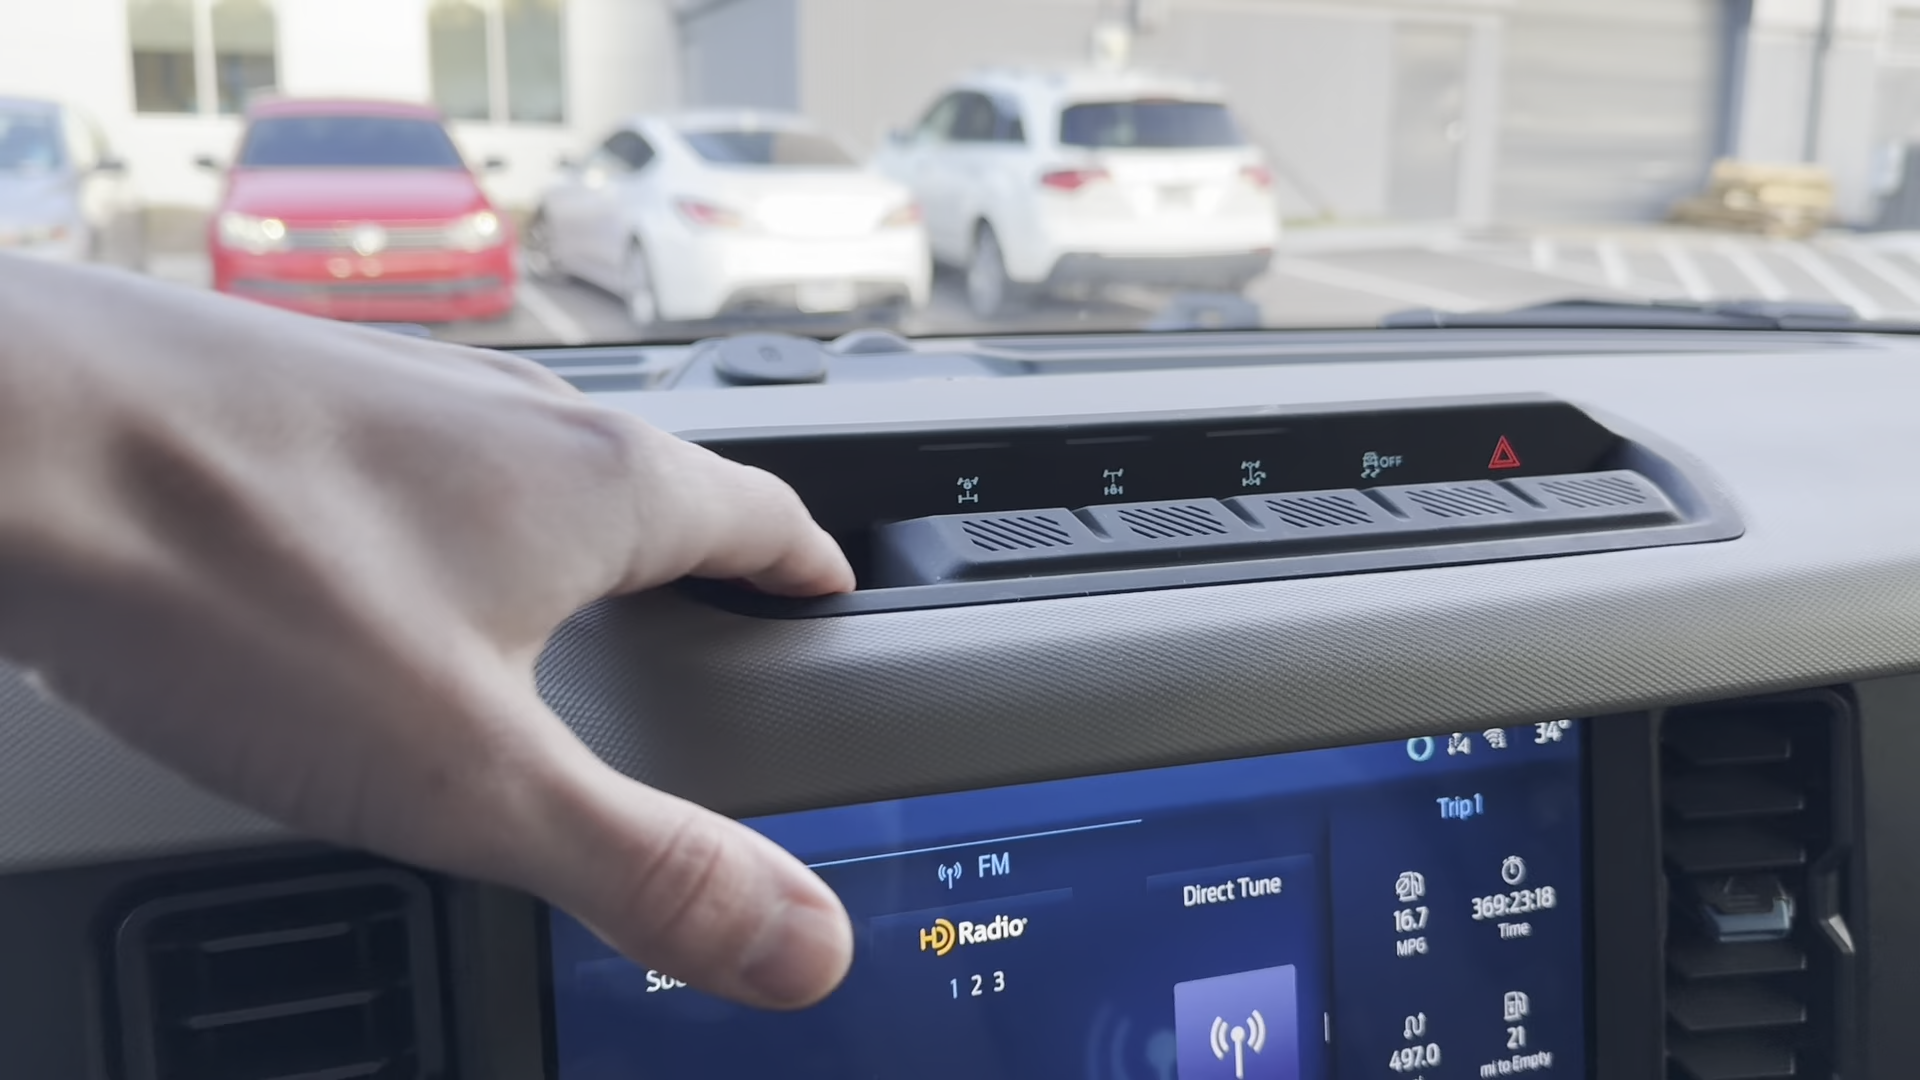 OFF
34°
Trip 1
FM
Direct Tune
HD Radio
16.7
MPG
369:23:18
Time
1 2 3
497.0
21
mi to Empty